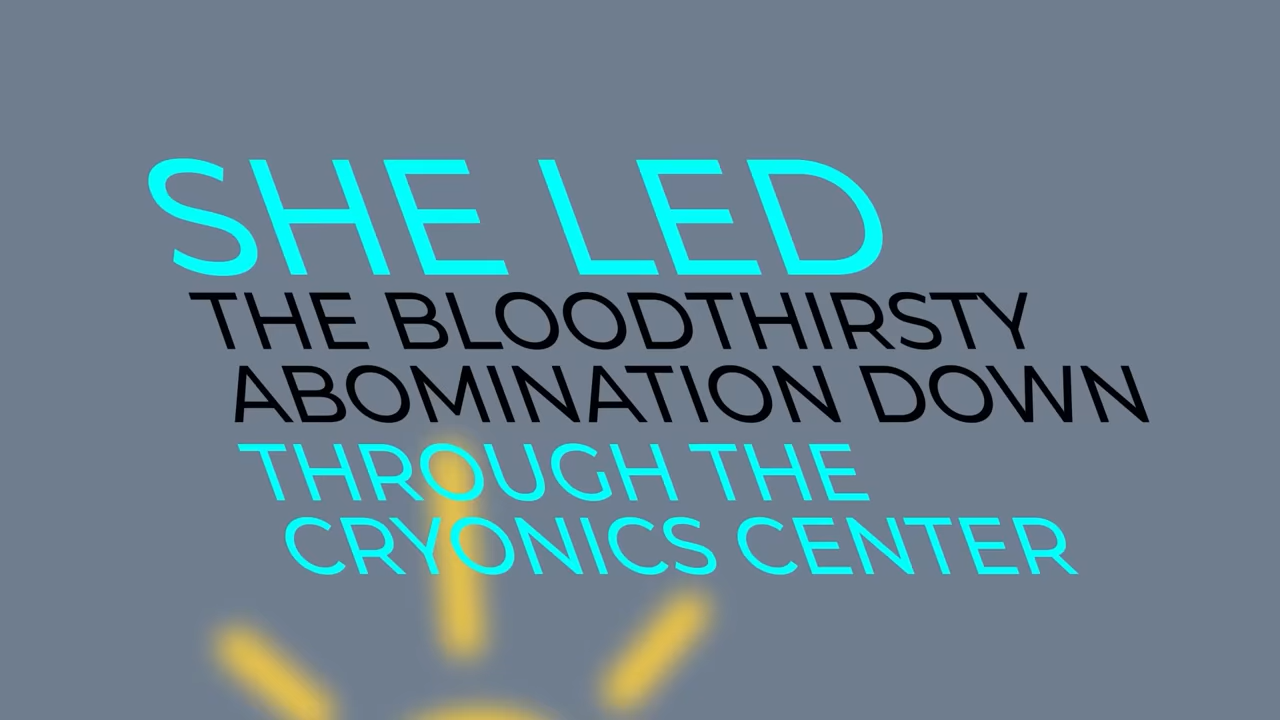 SHE LED
THE BLOODTHIRSTY
ABOMINATION DOWN
THROUGH THE
CRYONICS CENTER